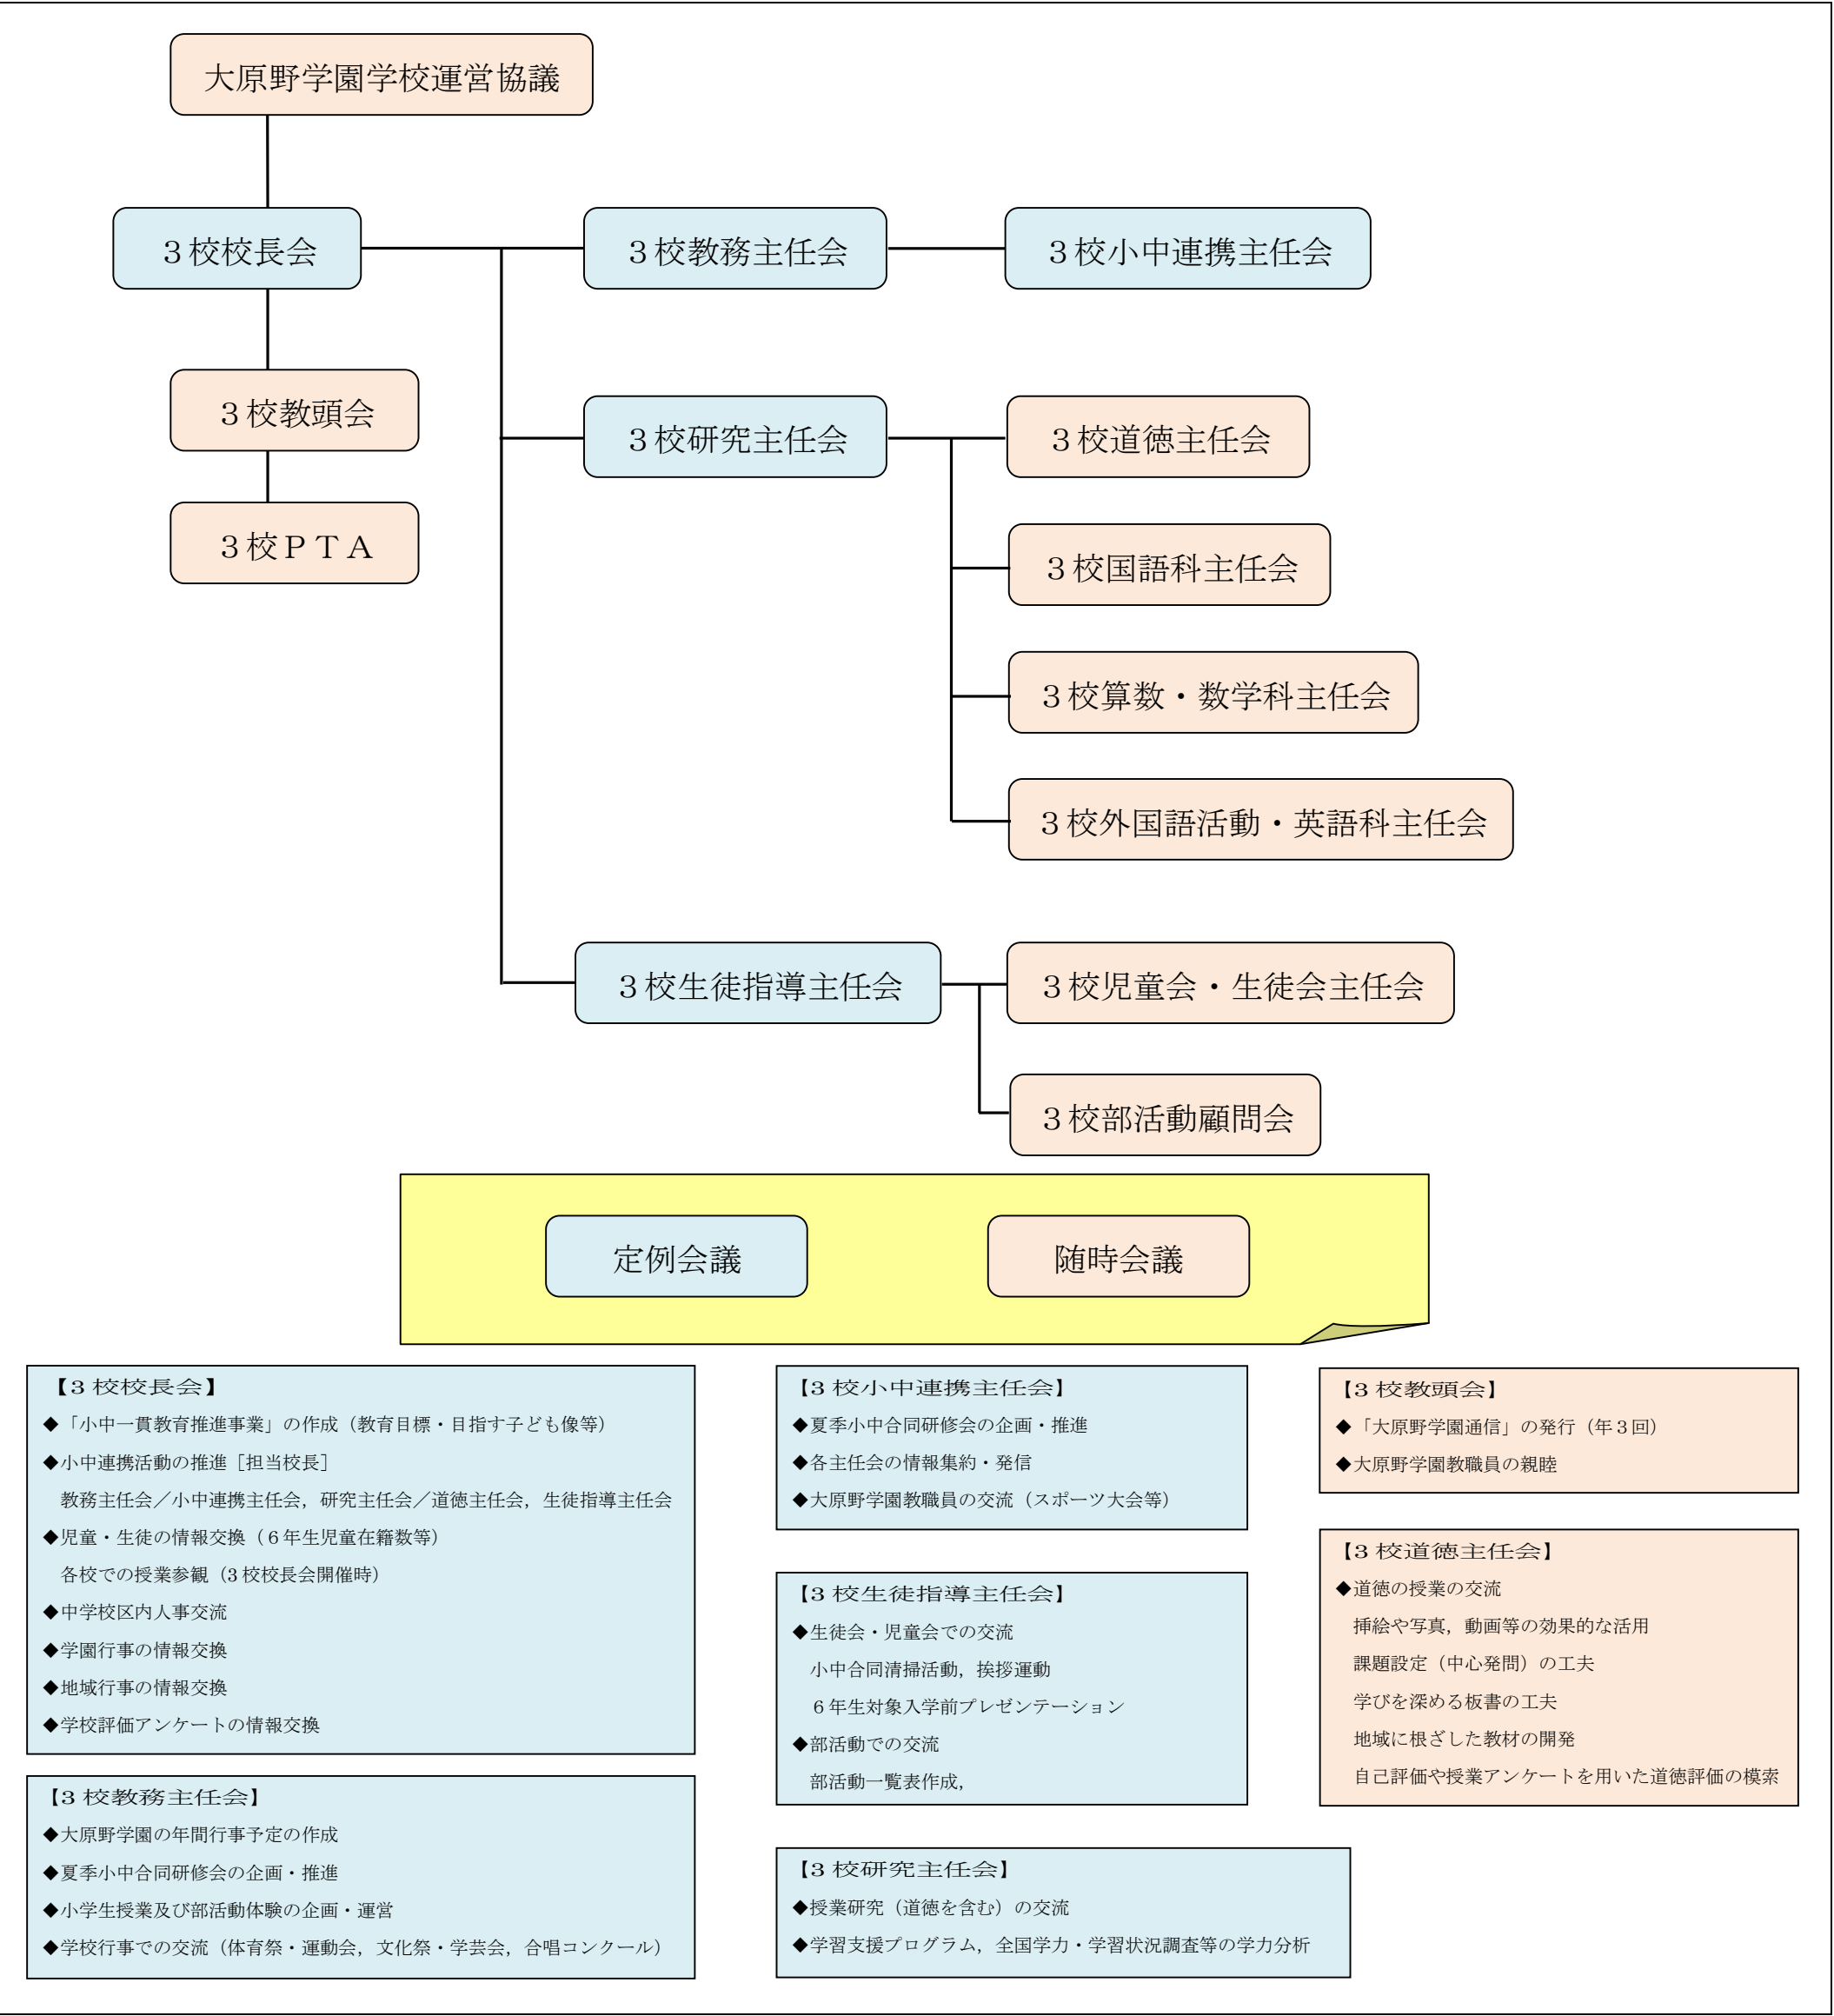 大原野学園学校運営協議
３校校長会
３校教務主任会
３校小中連携主任会
３校教頭会
３校研究主任会
３校道徳主任会
３校ＰＴＡ
３校国語科主任会
３校算数・数学科主任会
３校外国語活動・英語科主任会
３校生徒指導主任会
３校児童会・生徒会主任会
３校部活動顧問会
定例会議
随時会議
【3 校校長会】
◆「小中一貫教育推進事業」の作成（教育目標・目指す子ども像等）
◆小中連携活動の推進［担当校長］
教務主任会／小中連携主任会，研究主任会／道徳主任会，生徒指導主任会
◆児童・生徒の情報交換（６年生児童在籍数等）
各校での授業参観（3 校校長会開催時）
◆中学校区内人事交流
◆学園行事の情報交換
◆地域行事の情報交換
◆学校評価アンケートの情報交換
【3 校教務主任会】
◆大原野学園の年間行事予定の作成
◆夏季小中合同研修会の企画・推進
◆小学生授業及び部活動体験の企画・運営
◆学校行事での交流（体育祭・運動会，文化祭・学芸会，合唱コンクール）
【3 校小中連携主任会】
◆夏季小中合同研修会の企画・推進
◆各主任会の情報集約・発信
◆大原野学園教職員の交流（スポーツ大会等）
【3 校生徒指導主任会】
◆生徒会・児童会での交流
小中合同清掃活動，挨拶運動
６年生対象入学前プレゼンテーション
◆部活動での交流
部活動一覧表作成，
【3 校研究主任会】
◆授業研究（道徳を含む）の交流
◆学習支援プログラム，全国学力・学習状況調査等の学力分析
【3 校教頭会】
◆「大原野学園通信」の発行（年３回）
◆大原野学園教職員の親睦
【3 校道徳主任会】
◆道徳の授業の交流
挿絵や写真，動画等の効果的な活用
課題設定（中心発問）の工夫
学びを深める板書の工夫
地域に根ざした教材の開発
自己評価や授業アンケートを用いた道徳評価の模索